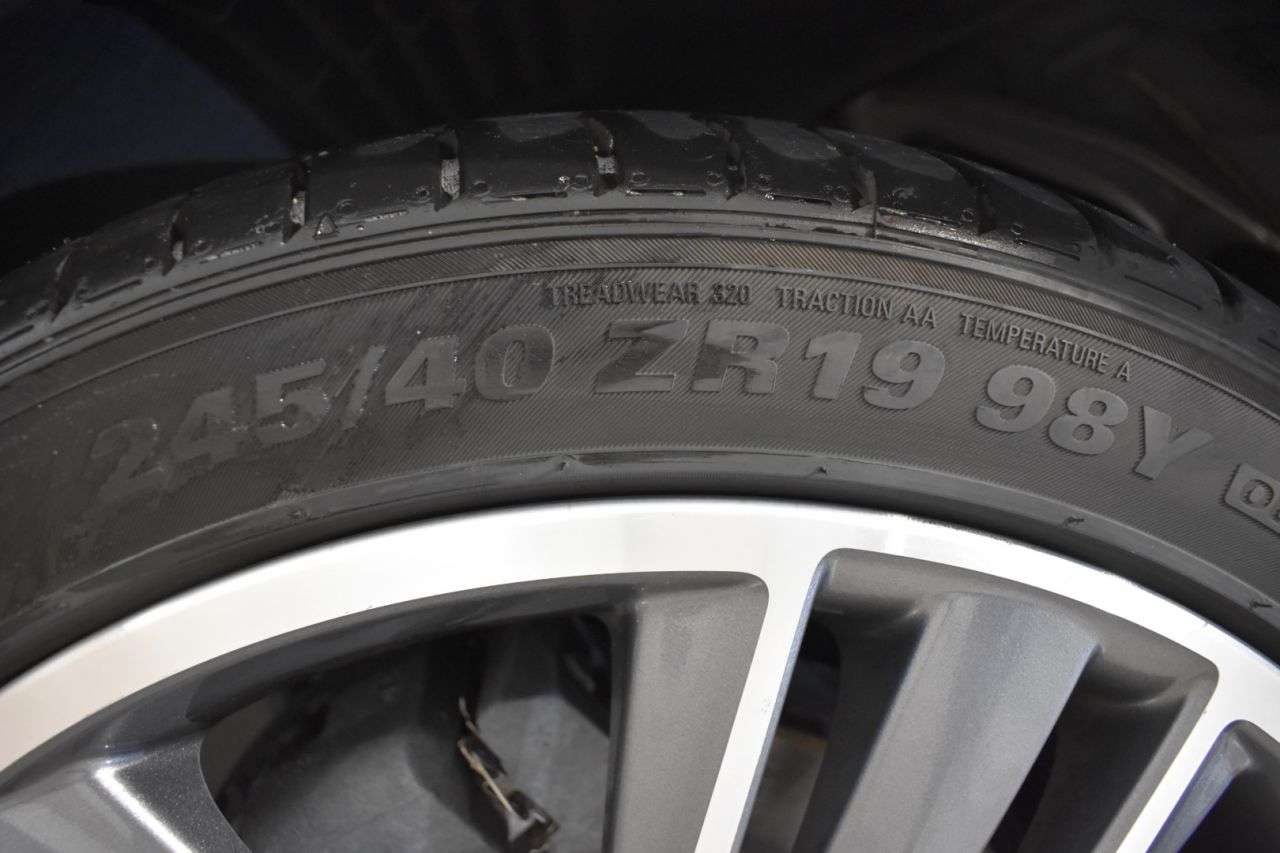 TREADWEAR 320 TRACTION AA TEMPERATURE A
245/40 ZR19 98Y